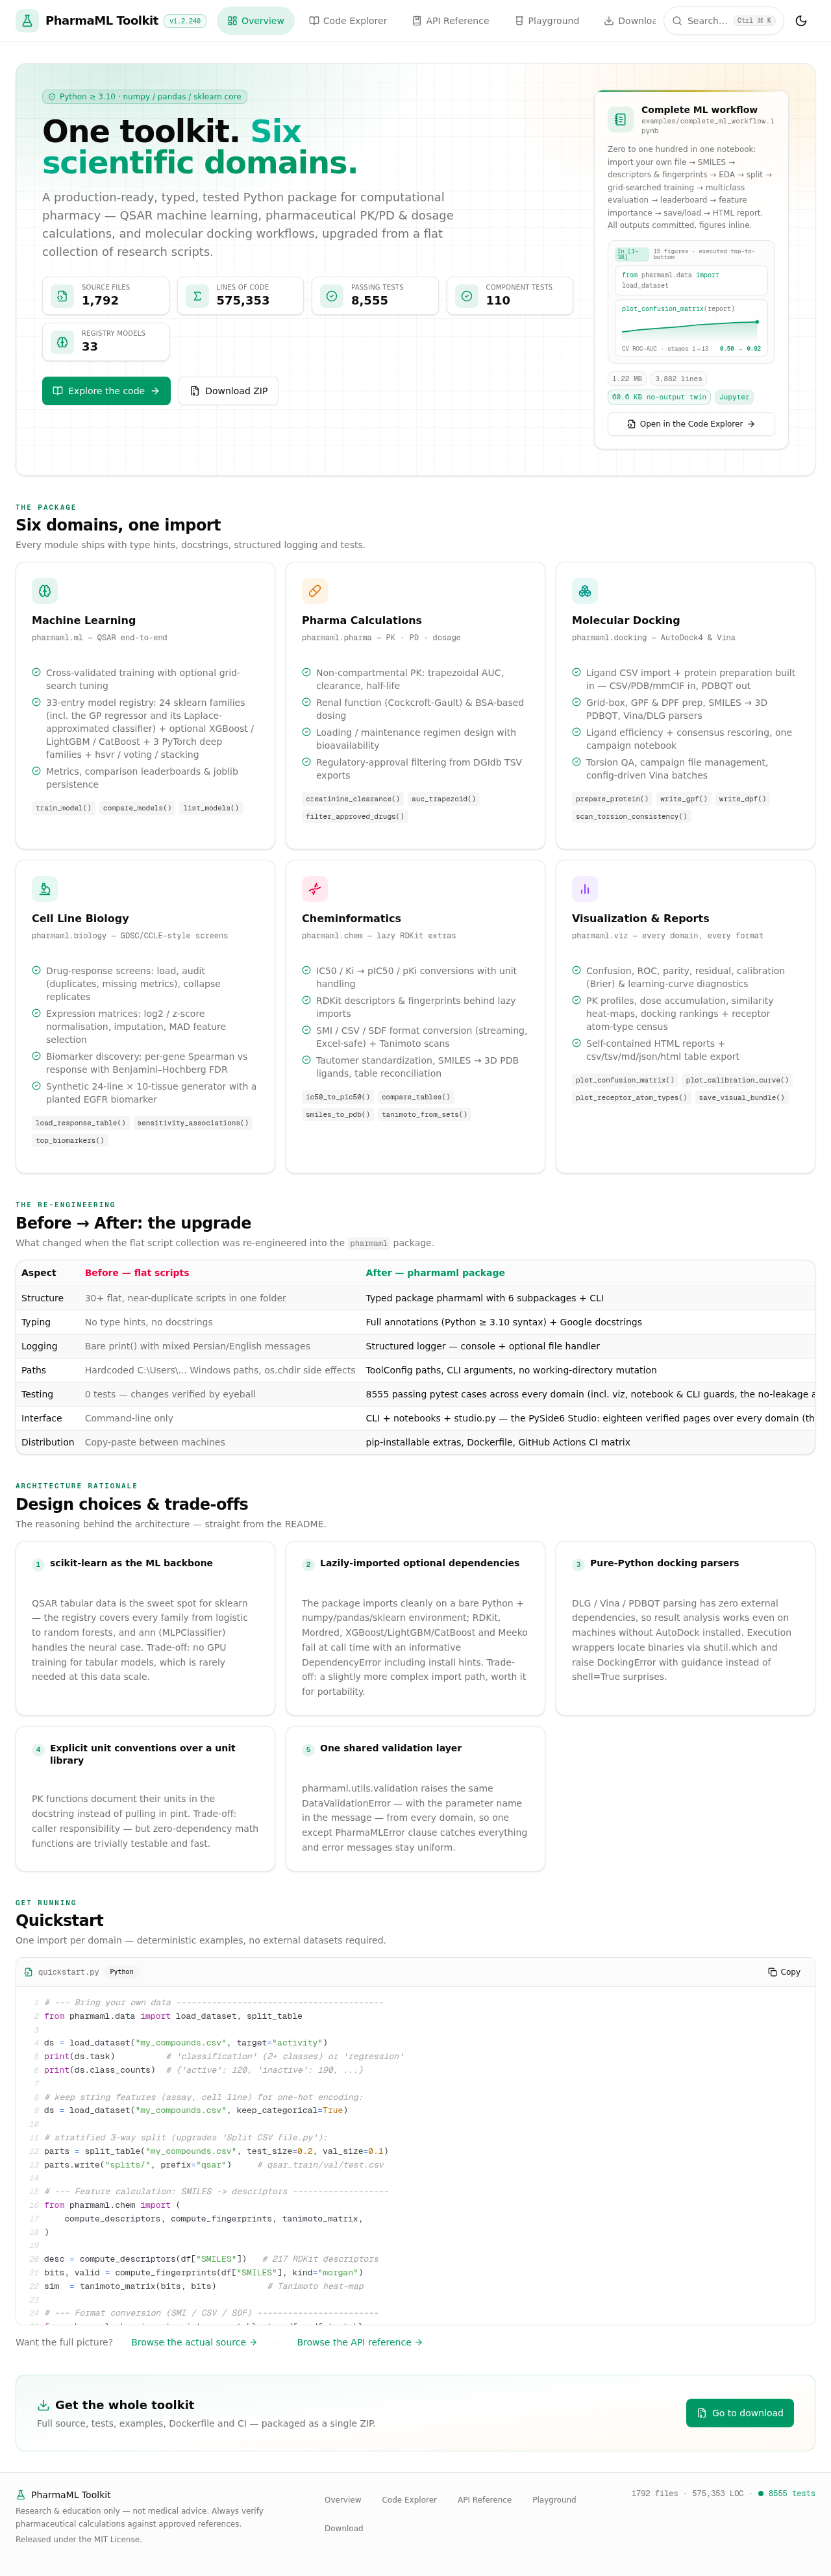 PharmaML Toolkit v1.2.240 Overview Code Explorer API Reference Playground Downloa Search... Ctrl ⌘ K
Python ≥ 3.10 · numpy / pandas / sklearn core
One toolkit. Six
scientific domains.
A production-ready, typed, tested Python package for computational
pharmacy — QSAR machine learning, pharmaceutical PK/PD & dosage
calculations, and molecular docking workflows, upgraded from a flat
collection of research scripts.
SOURCE FILES
1,792
LINES OF CODE
575,353
PASSING TESTS
8,555
COMPONENT TESTS
110
REGISTRY MODELS
33
Explore the code →
Download ZIP
Complete ML workflow
examples/complete_ml_workflow.i
pynb
Zero to one hundred in one notebook:
import your own file → SMILES →
descriptors & fingerprints → EDA → split →
grid-searched training → multiclass
evaluation → leaderboard → feature
importance → save/load → HTML report.
All outputs committed, figures inline.
In [1–
38]
15 figures · executed top-to-
bottom
from pharmaml.data import
load_dataset
plot_confusion_matrix(report)
CV ROC-AUC · stages 1→13 0.50 → 0.92
1.22 MB 3,882 lines
60.6 KB no-output twin Jupyter
Open in the Code Explorer →
THE PACKAGE
Six domains, one import
Every module ships with type hints, docstrings, structured logging and tests.
Machine Learning
pharmaml.ml — QSAR end-to-end
Cross-validated training with optional grid-
search tuning
33-entry model registry: 24 sklearn families
(incl. the GP regressor and its Laplace-
approximated classifier) + optional XGBoost /
LightGBM / CatBoost + 3 PyTorch deep
families + hsvr / voting / stacking
Metrics, comparison leaderboards & joblib
persistence
train_model() compare_models() list_models()
Pharma Calculations
pharmaml.pharma — PK · PD · dosage
Non-compartmental PK: trapezoidal AUC,
clearance, half-life
Renal function (Cockcroft-Gault) & BSA-based
dosing
Loading / maintenance regimen design with
bioavailability
Regulatory-approval filtering from DGIdb TSV
exports
creatinine_clearance() auc_trapezoid()
filter_approved_drugs()
Molecular Docking
pharmaml.docking — AutoDock4 & Vina
Ligand CSV import + protein preparation built
in — CSV/PDB/mmCIF in, PDBQT out
Grid-box, GPF & DPF prep, SMILES → 3D
PDBQT, Vina/DLG parsers
Ligand efficiency + consensus rescoring, one
campaign notebook
Torsion QA, campaign file management,
config-driven Vina batches
prepare_protein() write_gpf() write_dpf()
scan_torsion_consistency()
Cell Line Biology
pharmaml.biology — GDSC/CCLE-style screens
Drug-response screens: load, audit
(duplicates, missing metrics), collapse
replicates
Expression matrices: log2 / z-score
normalisation, imputation, MAD feature
selection
Biomarker discovery: per-gene Spearman vs
response with Benjamini–Hochberg FDR
Synthetic 24-line × 10-tissue generator with a
planted EGFR biomarker
load_response_table() sensitivity_associations()
top_biomarkers()
Cheminformatics
pharmaml.chem — lazy RDKit extras
IC50 / Ki → pIC50 / pKi conversions with unit
handling
RDKit descriptors & fingerprints behind lazy
imports
SMI / CSV / SDF format conversion (streaming,
Excel-safe) + Tanimoto scans
Tautomer standardization, SMILES → 3D PDB
ligands, table reconciliation
ic50_to_pic50() compare_tables()
smiles_to_pdb() tanimoto_from_sets()
Visualization & Reports
pharmaml.viz — every domain, every format
Confusion, ROC, parity, residual, calibration
(Brier) & learning-curve diagnostics
PK profiles, dose accumulation, similarity
heat-maps, docking rankings + receptor
atom-type census
Self-contained HTML reports +
csv/tsv/md/json/html table export
plot_confusion_matrix() plot_calibration_curve()
plot_receptor_atom_types() save_visual_bundle()
THE RE-ENGINEERING
Before → After: the upgrade
What changed when the flat script collection was re-engineered into the pharmaml package.
Aspect Before — flat scripts After — pharmaml package
Structure 30+ flat, near-duplicate scripts in one folder Typed package pharmaml with 6 subpackages + CLI
Typing No type hints, no docstrings Full annotations (Python ≥ 3.10 syntax) + Google docstrings
Logging Bare print() with mixed Persian/English messages Structured logger — console + optional file handler
Paths Hardcoded C:\Users\... Windows paths, os.chdir side effects ToolConfig paths, CLI arguments, no working-directory mutation
Testing 0 tests — changes verified by eyeball 8555 passing pytest cases across every domain (incl. viz, notebook & CLI guards, the no-leakage a
Interface Command-line only CLI + notebooks + studio.py — the PySide6 Studio: eighteen verified pages over every domain (th
Distribution Copy-paste between machines pip-installable extras, Dockerfile, GitHub Actions CI matrix
ARCHITECTURE RATIONALE
Design choices & trade-offs
The reasoning behind the architecture — straight from the README.
1 scikit-learn as the ML backbone
QSAR tabular data is the sweet spot for sklearn
— the registry covers every family from logistic
to random forests, and ann (MLPClassifier)
handles the neural case. Trade-off: no GPU
training for tabular models, which is rarely
needed at this data scale.
2 Lazily-imported optional dependencies
The package imports cleanly on a bare Python +
numpy/pandas/sklearn environment; RDKit,
Mordred, XGBoost/LightGBM/CatBoost and Meeko
fail at call time with an informative
DependencyError including install hints. Trade-
off: a slightly more complex import path, worth it
for portability.
3 Pure-Python docking parsers
DLG / Vina / PDBQT parsing has zero external
dependencies, so result analysis works even on
machines without AutoDock installed. Execution
wrappers locate binaries via shutil.which and
raise DockingError with guidance instead of
shell=True surprises.
4 Explicit unit conventions over a unit
library
PK functions document their units in the
docstring instead of pulling in pint. Trade-off:
caller responsibility — but zero-dependency math
functions are trivially testable and fast.
5 One shared validation layer
pharmaml.utils.validation raises the same
DataValidationError — with the parameter name
in the message — from every domain, so one
except PharmaMLError clause catches everything
and error messages stay uniform.
GET RUNNING
Quickstart
One import per domain — deterministic examples, no external datasets required.
quickstart.py Python Copy
1 # --- Bring your own data -----------------------------------------
2 from pharmaml.data import load_dataset, split_table
3
4 ds = load_dataset("my_compounds.csv", target="activity")
5 print(ds.task) # 'classification' (2+ classes) or 'regression'
6 print(ds.class_counts) # {'active': 120, 'inactive': 190, ...}
7
8 # keep string features (assay, cell line) for one-hot encoding:
9 ds = load_dataset("my_compounds.csv", keep_categorical=True)
10
11 # stratified 3-way split (upgrades 'Split CSV file.py'):
12 parts = split_table("my_compounds.csv", test_size=0.2, val_size=0.1)
13 parts.write("splits/", prefix="qsar") # qsar_train/val/test.csv
14
15 # --- Feature calculation: SMILES -> descriptors -------------------
16 from pharmaml.chem import (
17 compute_descriptors, compute_fingerprints, tanimoto_matrix,
18 )
19
20 desc = compute_descriptors(df["SMILES"]) # 217 RDKit descriptors
21 bits, valid = compute_fingerprints(df["SMILES"], kind="morgan")
22 sim = tanimoto_matrix(bits, bits) # Tanimoto heat-map
23
24 # --- Format conversion (SMI / CSV / SDF) ------------------------
Want the full picture? Browse the actual source → · Browse the API reference →
Get the whole toolkit
Full source, tests, examples, Dockerfile and CI — packaged as a single ZIP.
Go to download
PharmaML Toolkit
Research & education only — not medical advice. Always verify
pharmaceutical calculations against approved references.
Released under the MIT License.
Overview Code Explorer API Reference Playground
Download
1792 files · 575,353 LOC · ● 8555 tests